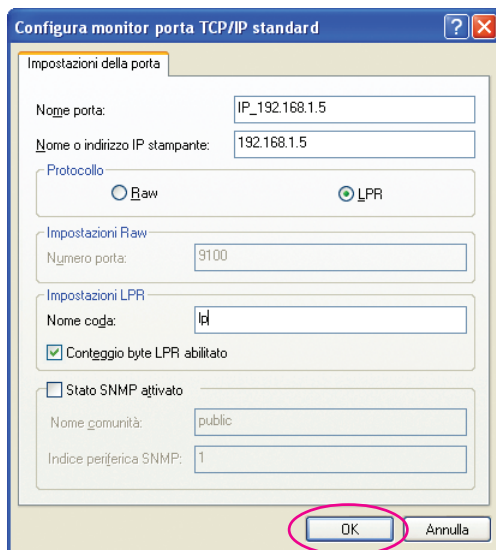 Configura monitor porta TCP/IP standard
Impostazioni della porta
Nome porta: IP_192.168.1.5
Nome o indirizzo IP stampante: 192.168.1.5
Protocollo
Raw LPR
Impostazioni Raw
Numero porta: 9100
Impostazioni LPR
Nome coda: lp
Conteggio byte LPR abilitato
Stato SNMP attivato
Nome comunità: public
Indice periferica SNMP: 1
OK Annulla